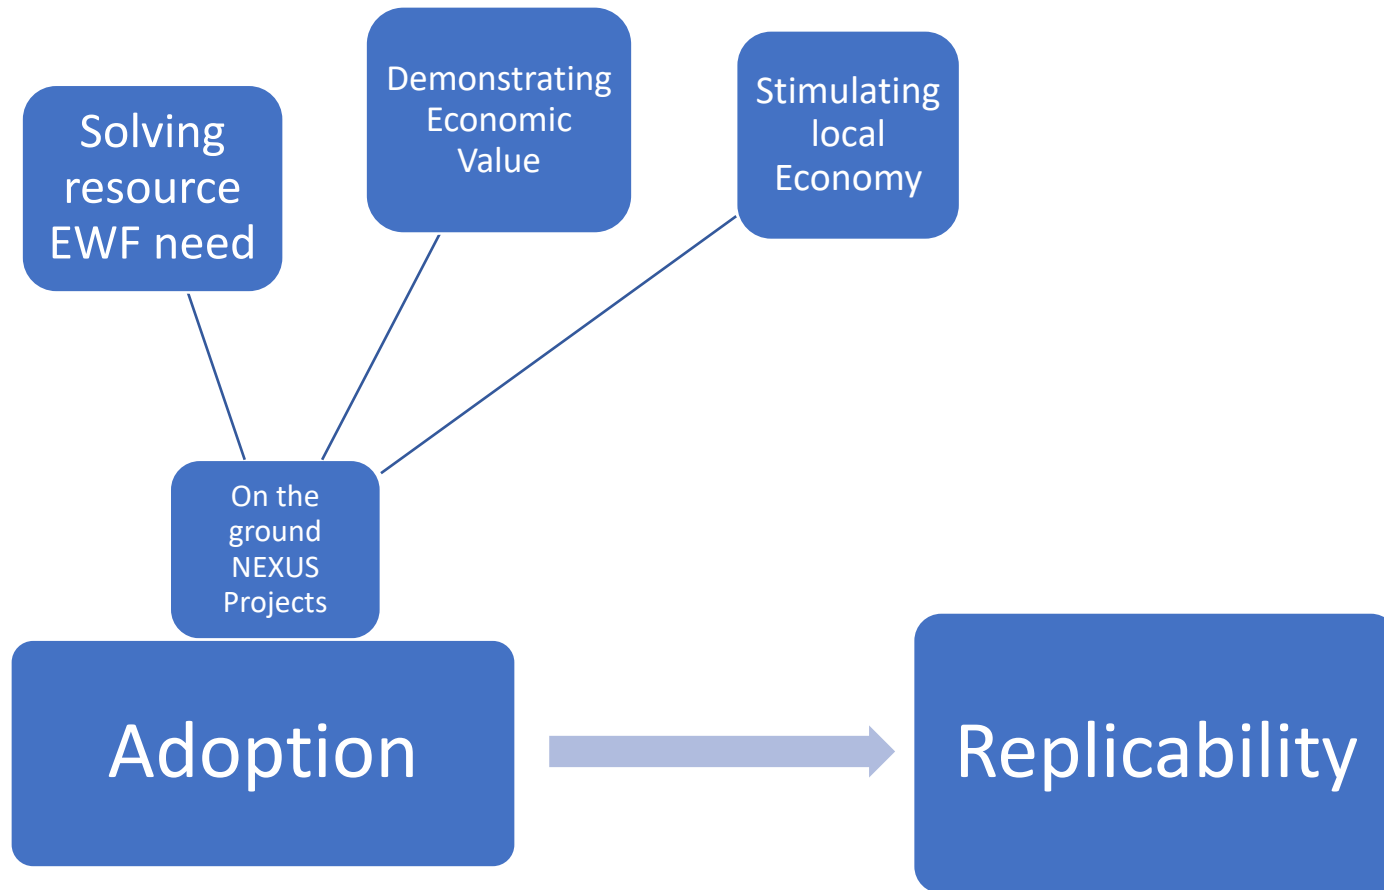 Solving
resource
EWF need
Demonstrating
Economic
Value
Stimulating
local
Economy
On the
ground
NEXUS
Projects
Adoption
Replicability